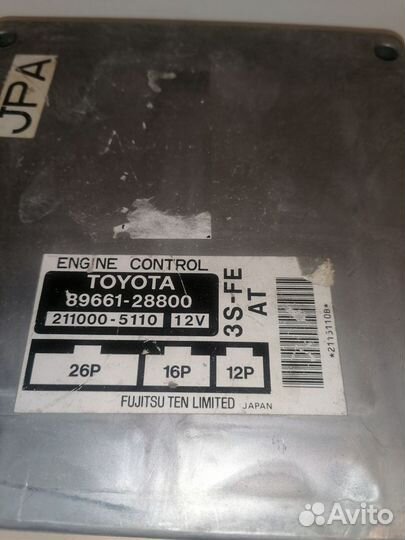 JPA
ENGINE CONTROL
TOYOTA
89661-28800
211000-5110 12V
3S-FE
AT
26P 16P 12P
FUJITSU TEN LIMITED JAPAN
*2115110B*
Avito